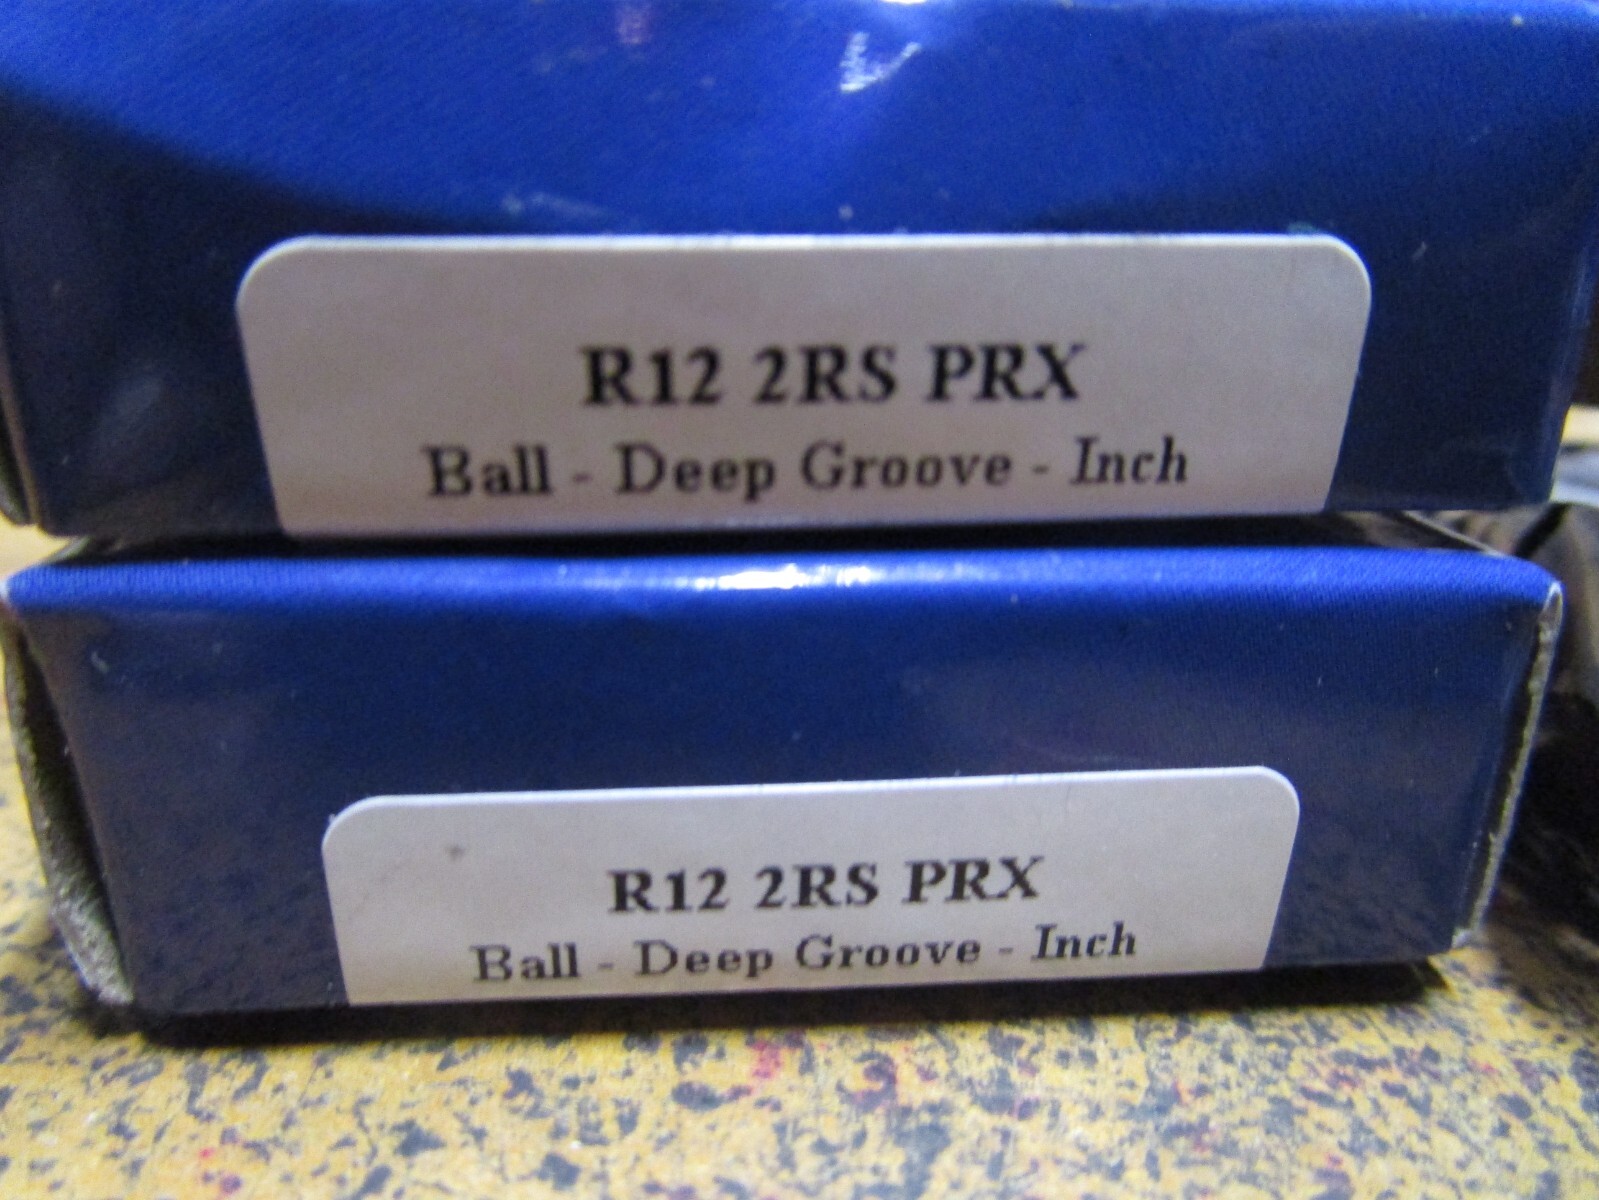 R12 2RS PRX
Ball - Deep Groove - Inch
R12 2RS PRX
Ball - Deep Groove - Inch